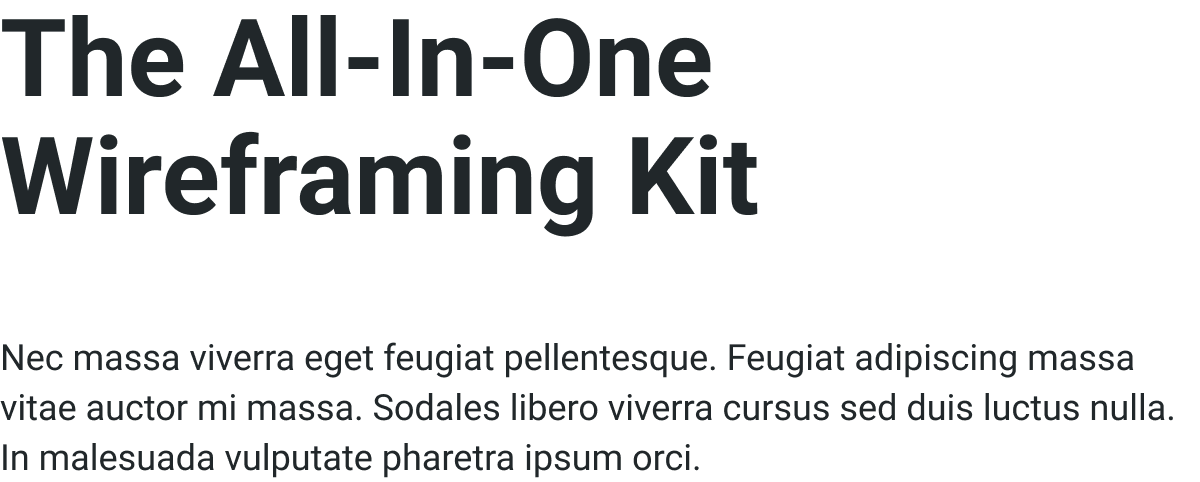 The All-In-One
Wireframing Kit
Nec massa viverra eget feugiat pellentesque. Feugiat adipiscing massa
vitae auctor mi massa. Sodales libero viverra cursus sed duis luctus nulla.
In malesuada vulputate pharetra ipsum orci.